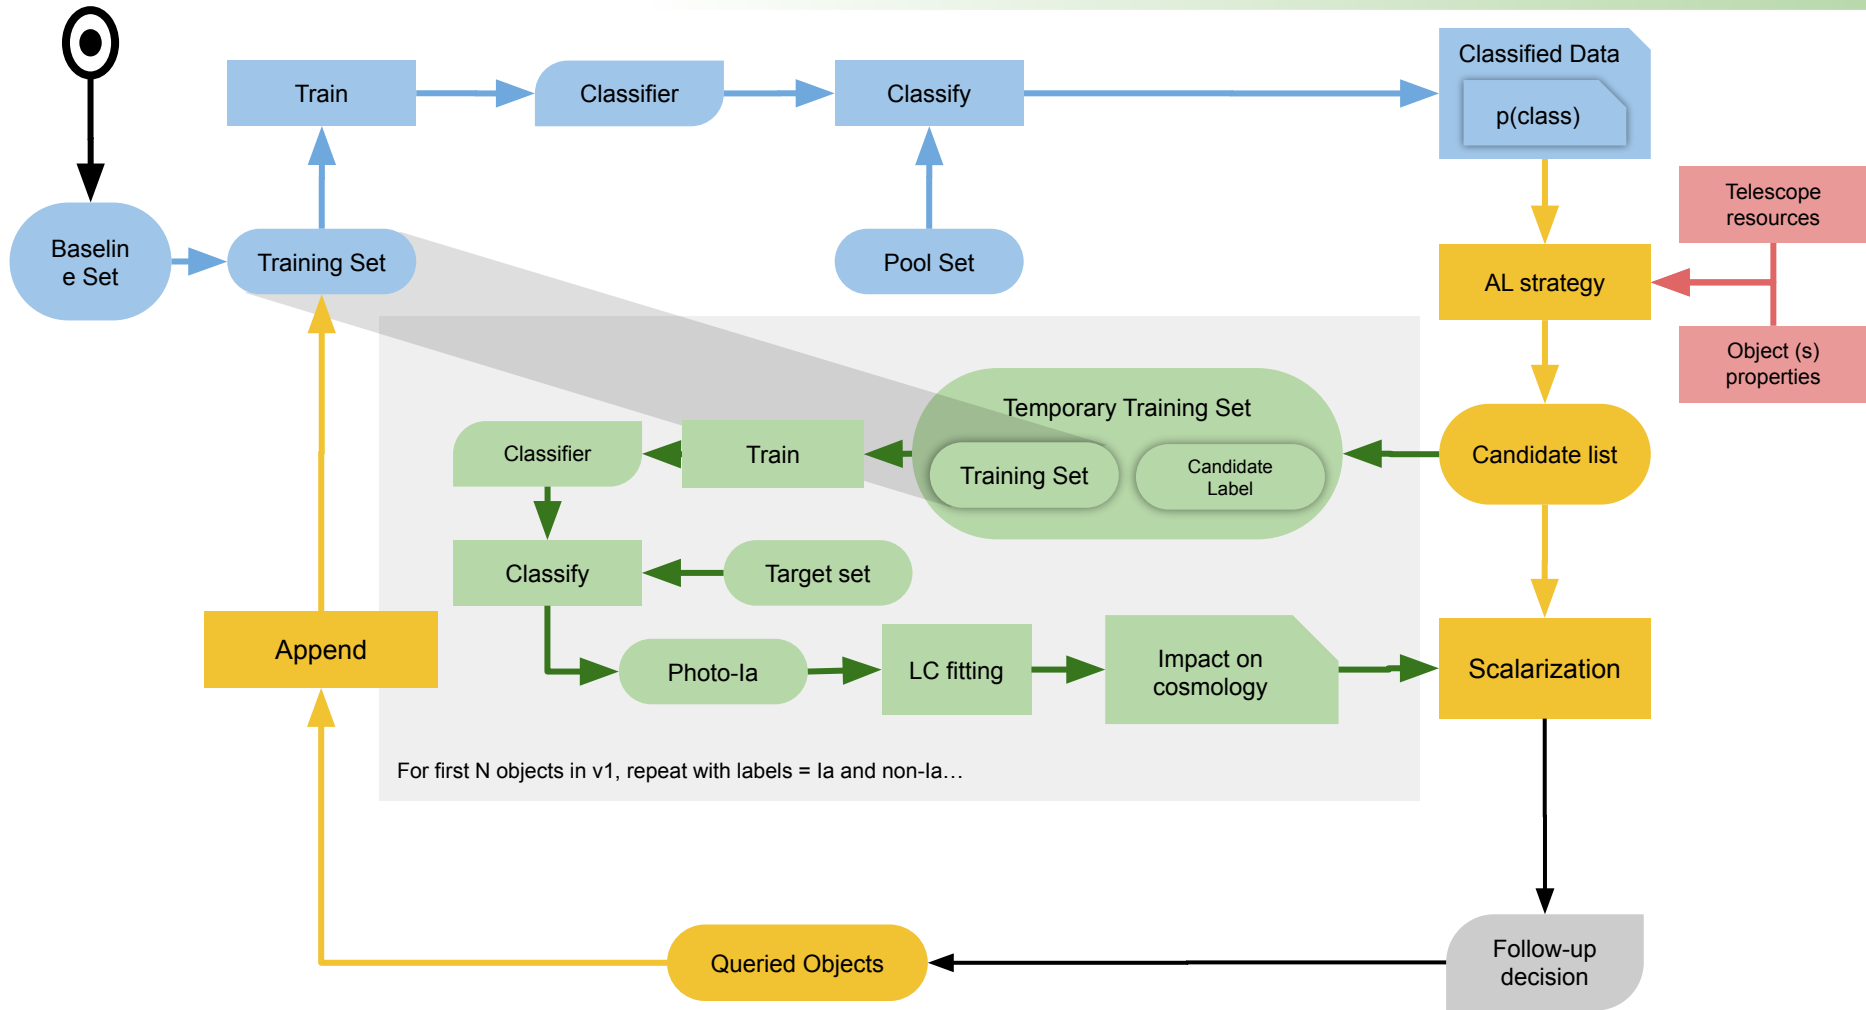 Train
Classifier
Classify
Classified Data
p(class)
Baselin
e Set
Training Set
Pool Set
Telescope
resources
AL strategy
Object (s)
properties
Temporary Training Set
Training Set
Candidate
Label
Train
Classifier
Candidate list
Classify
Target set
Append
Photo-Ia
LC fitting
Impact on
cosmology
Scalarization
For first N objects in v1, repeat with labels = Ia and non-Ia…
Queried Objects
Follow-up
decision